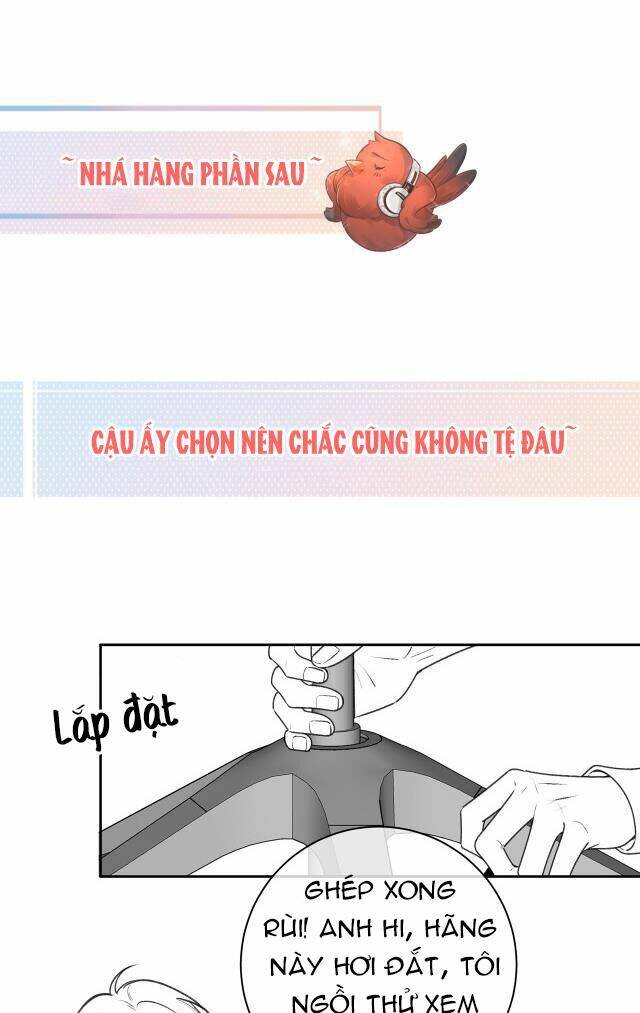 ~ NHÁ HÀNG PHẦN SAU ~
CẬU ẤY CHỌN NÊN CHẮC CŨNG KHÔNG TỆ ĐÂU~
Lắp đặt
GHÉP XONG
RÙI! ANH HI, HÃNG
NÀY HƠI ĐẮT, TÔI
NGỒI THỬ XEM